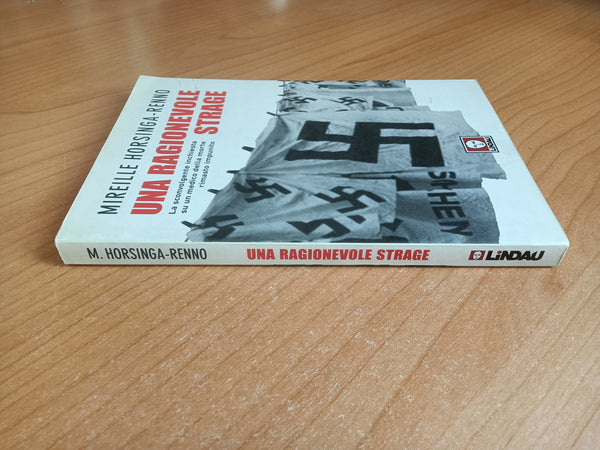 MIREILLE HORSINGA-RENNO
UNA RAGIONEVOLE
STRAGE
La sconvolgente inchiesta
su un medico della morte
rimasto impunito
LINDAU
M. HORSINGA-RENNO
UNA RAGIONEVOLE STRAGE
LiNDAU